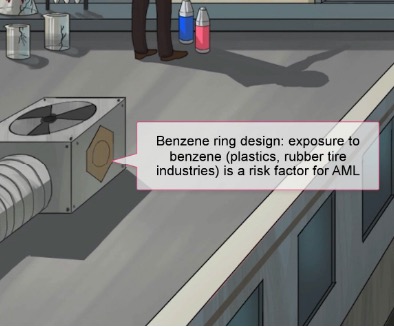 Benzene ring design: exposure to
benzene (plastics, rubber tire
industries) is a risk factor for AML